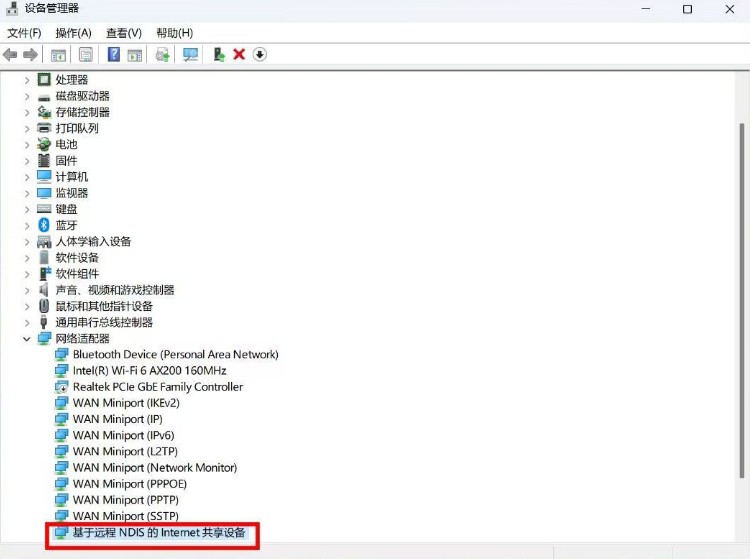 设备管理器
文件(F) 操作(A) 查看(V) 帮助(H)
处理器
磁盘驱动器
存储控制器
打印队列
电池
固件
计算机
监视器
键盘
蓝牙
人体学输入设备
软件设备
软件组件
声音、视频和游戏控制器
鼠标和其他指针设备
通用串行总线控制器
网络适配器
Bluetooth Device (Personal Area Network)
Intel(R) Wi-Fi 6 AX200 160MHz
Realtek PCIe GbE Family Controller
WAN Miniport (IKEv2)
WAN Miniport (IP)
WAN Miniport (IPv6)
WAN Miniport (L2TP)
WAN Miniport (Network Monitor)
WAN Miniport (PPPOE)
WAN Miniport (PPTP)
WAN Miniport (SSTP)
基于远程 NDIS 的 Internet 共享设备